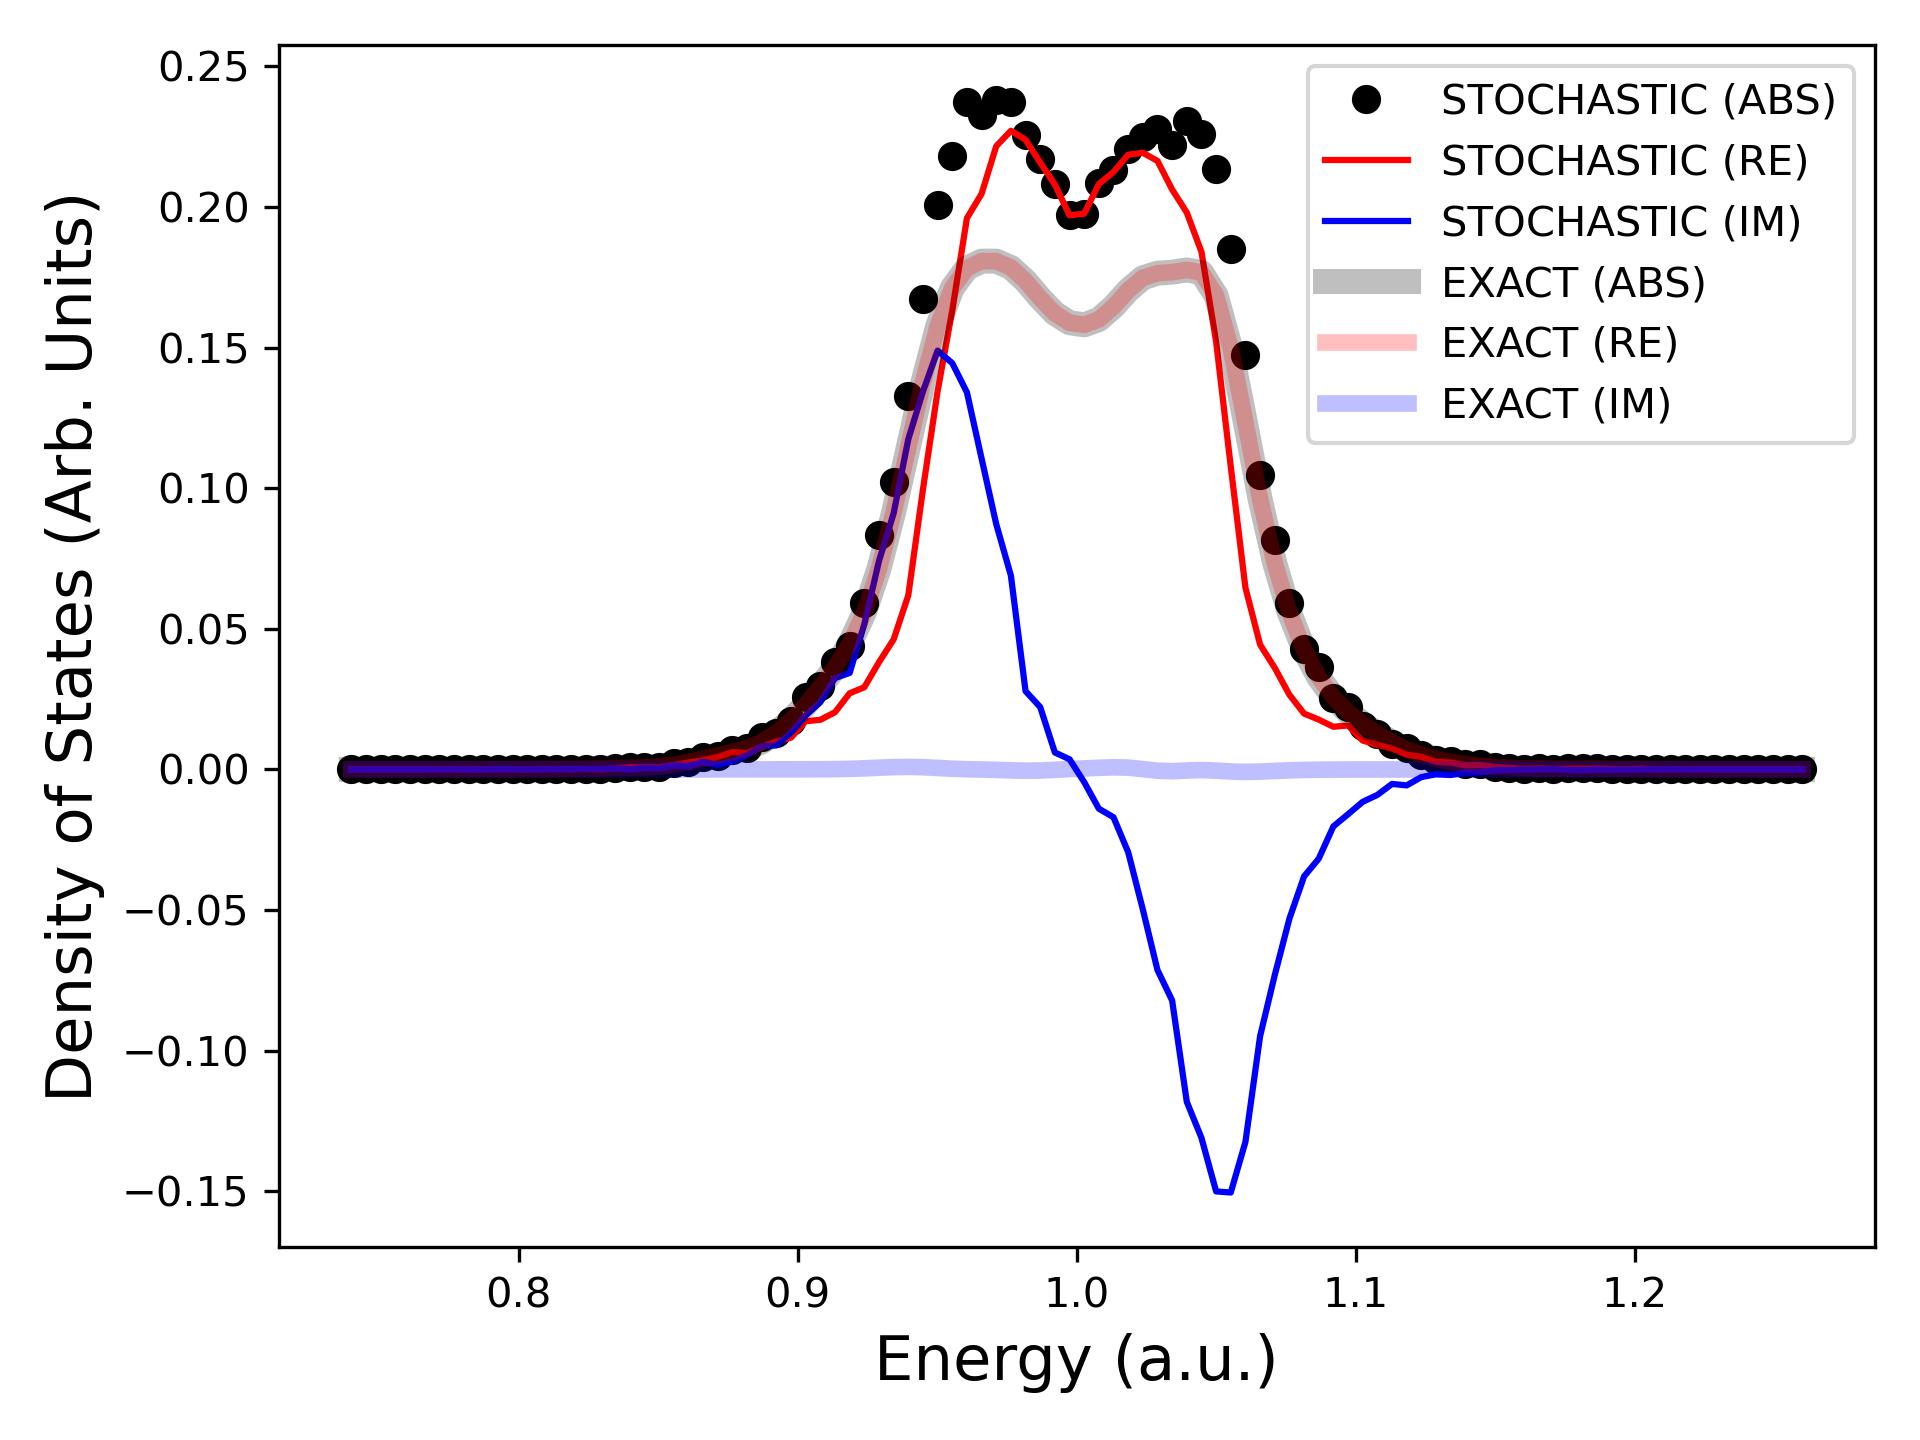 0.25
0.20
0.15
0.10
0.05
0.00
−0.05
−0.10
−0.15
Density of States (Arb. Units)
STOCHASTIC (ABS)
STOCHASTIC (RE)
STOCHASTIC (IM)
EXACT (ABS)
EXACT (RE)
EXACT (IM)
0.8 0.9 1.0 1.1 1.2
Energy (a.u.)